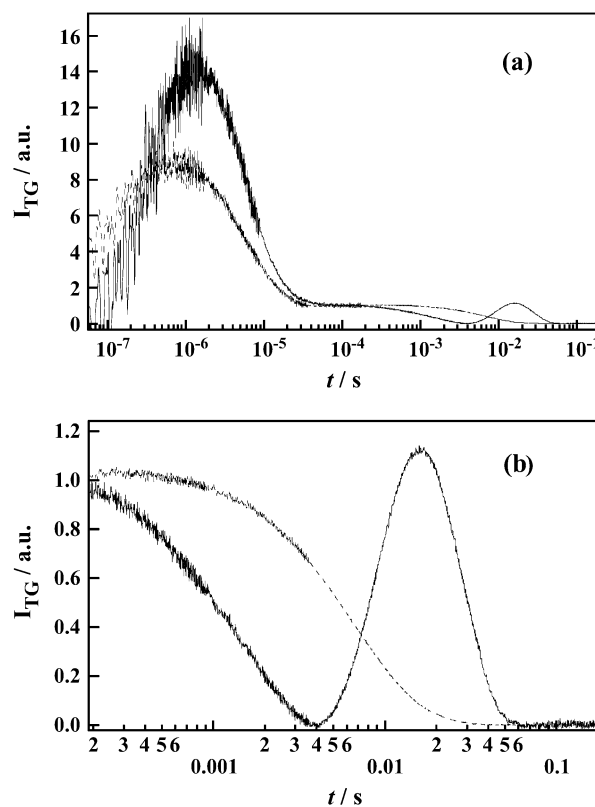 (a)
I_TG / a.u.
16
14
12
10
8
6
4
2
0
10⁻⁷ 10⁻⁶ 10⁻⁵ 10⁻⁴ 10⁻³ 10⁻² 10⁻¹
t / s
(b)
I_TG / a.u.
1.2
1.0
0.8
0.6
0.4
0.2
0.0
2 3 4 5 6 2 3 4 5 6 2 3 4 5 6
0.001 0.01 0.1
t / s